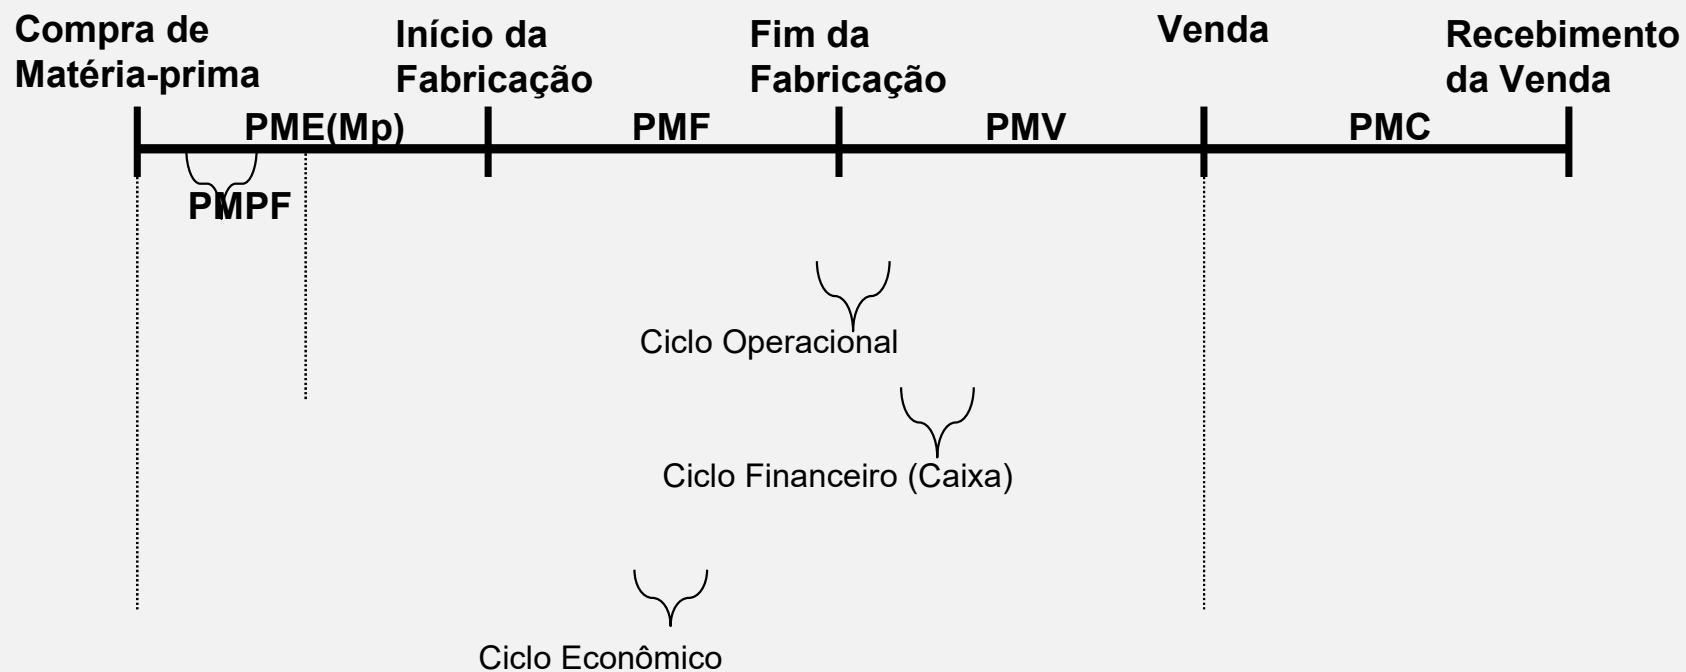 Compra de
Matéria-prima
Início da
Fabricação
Fim da
Fabricação
Venda
Recebimento
da Venda
PME(Mp)
PMF
PMV
PMC
PMPF
Ciclo Operacional
Ciclo Financeiro (Caixa)
Ciclo Econômico